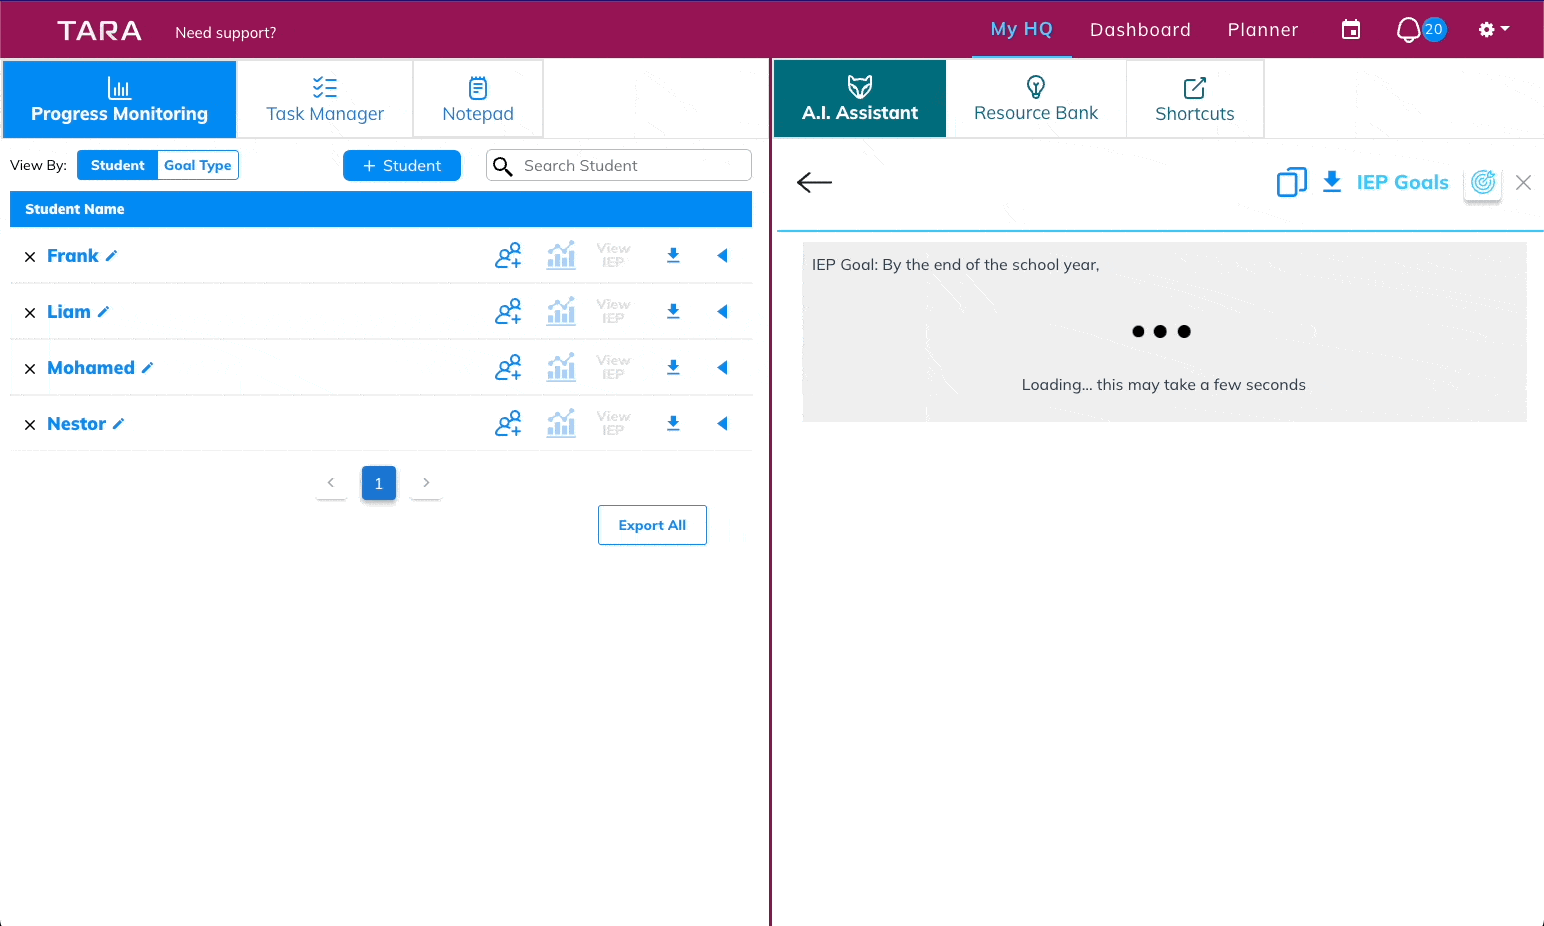 TARA
Need support?
My HQ
Dashboard
Planner
20
Progress Monitoring
Task Manager
Notepad
A.I. Assistant
Resource Bank
Shortcuts
View By:
Student
Goal Type
+ Student
Search Student
IEP Goals
Student Name
Frank
View
IEP
Liam
View
IEP
Mohamed
View
IEP
Nestor
View
IEP
1
Export All
IEP Goal: By the end of the school year,
Loading... this may take a few seconds